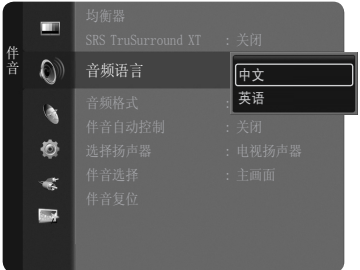 伴音
均衡器
SRS TruSurround XT : 关闭
音频语言
中文
英语
音频格式 :
伴音自动控制 : 关闭
选择扬声器 : 电视扬声器
伴音选择 : 主画面
伴音复位